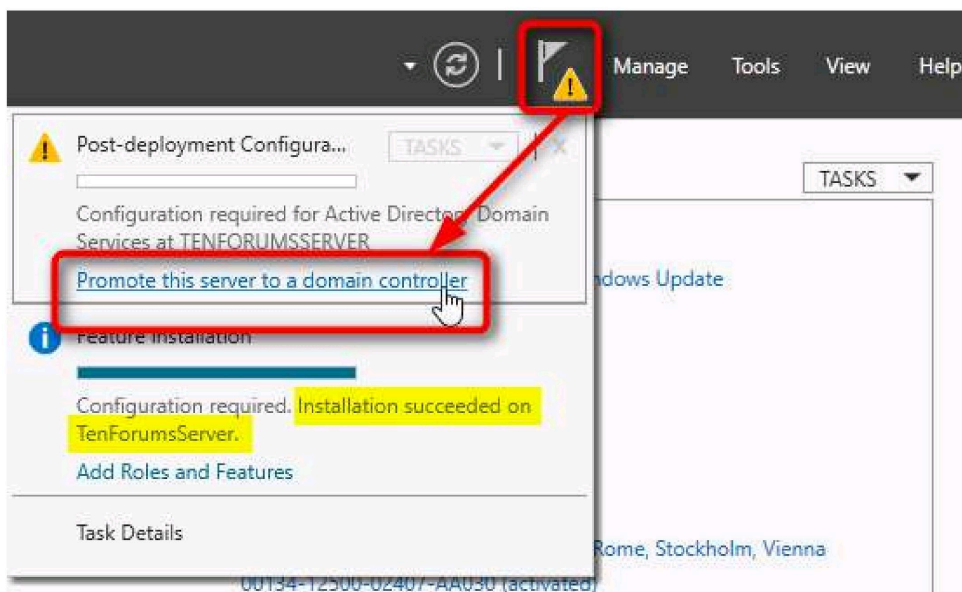 Manage Tools View Help
Post-deployment Configura... TASKS X
TASKS
Configuration required for Active Directory Domain
Services at TENFORUMSSERVER
Promote this server to a domain controller
ndows Update
Feature Installation
Configuration required. Installation succeeded on
TenForumsServer.
Add Roles and Features
Task Details
Rome, Stockholm, Vienna
00134-12500-02407-AA030 (activated)